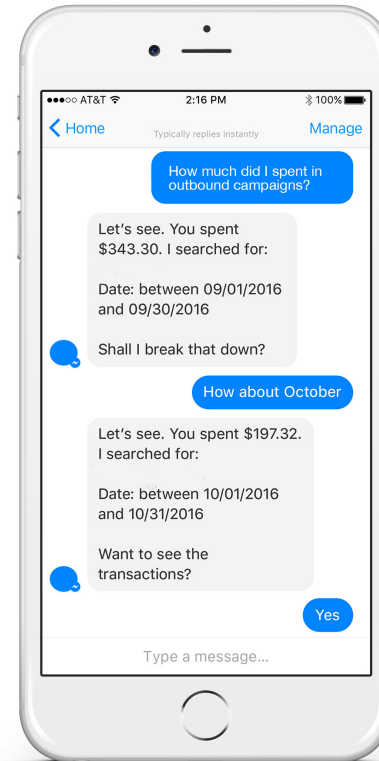 AT&T 2:16 PM 100%
Home Typically replies instantly Manage
How much did I spent in
outbound campaigns?
Let's see. You spent
$343.30. I searched for:
Date: between 09/01/2016
and 09/30/2016
Shall I break that down?
How about October
Let's see. You spent $197.32.
I searched for:
Date: between 10/01/2016
and 10/31/2016
Want to see the
transactions?
Yes
Type a message...